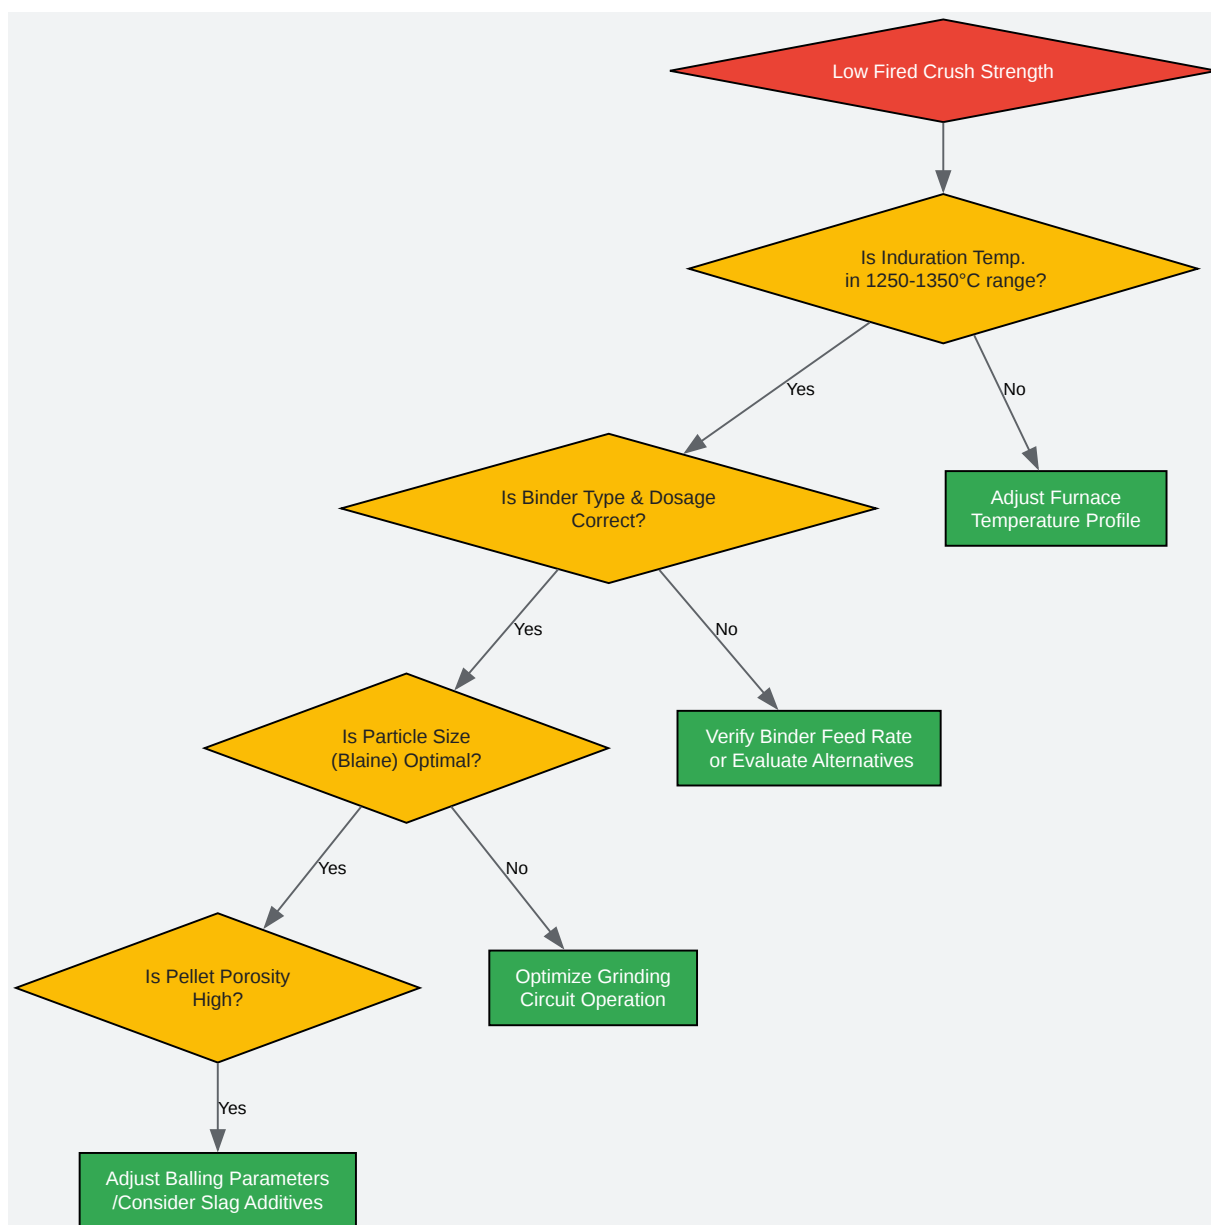 Low Fired Crush Strength
Is Induration Temp.
in 1250-1350°C range?
Yes
No
Is Binder Type & Dosage
Correct?
Adjust Furnace
Temperature Profile
Yes
No
Is Particle Size
(Blaine) Optimal?
Verify Binder Feed Rate
or Evaluate Alternatives
Yes
No
Is Pellet Porosity
High?
Optimize Grinding
Circuit Operation
Yes
Adjust Balling Parameters
/Consider Slag Additives